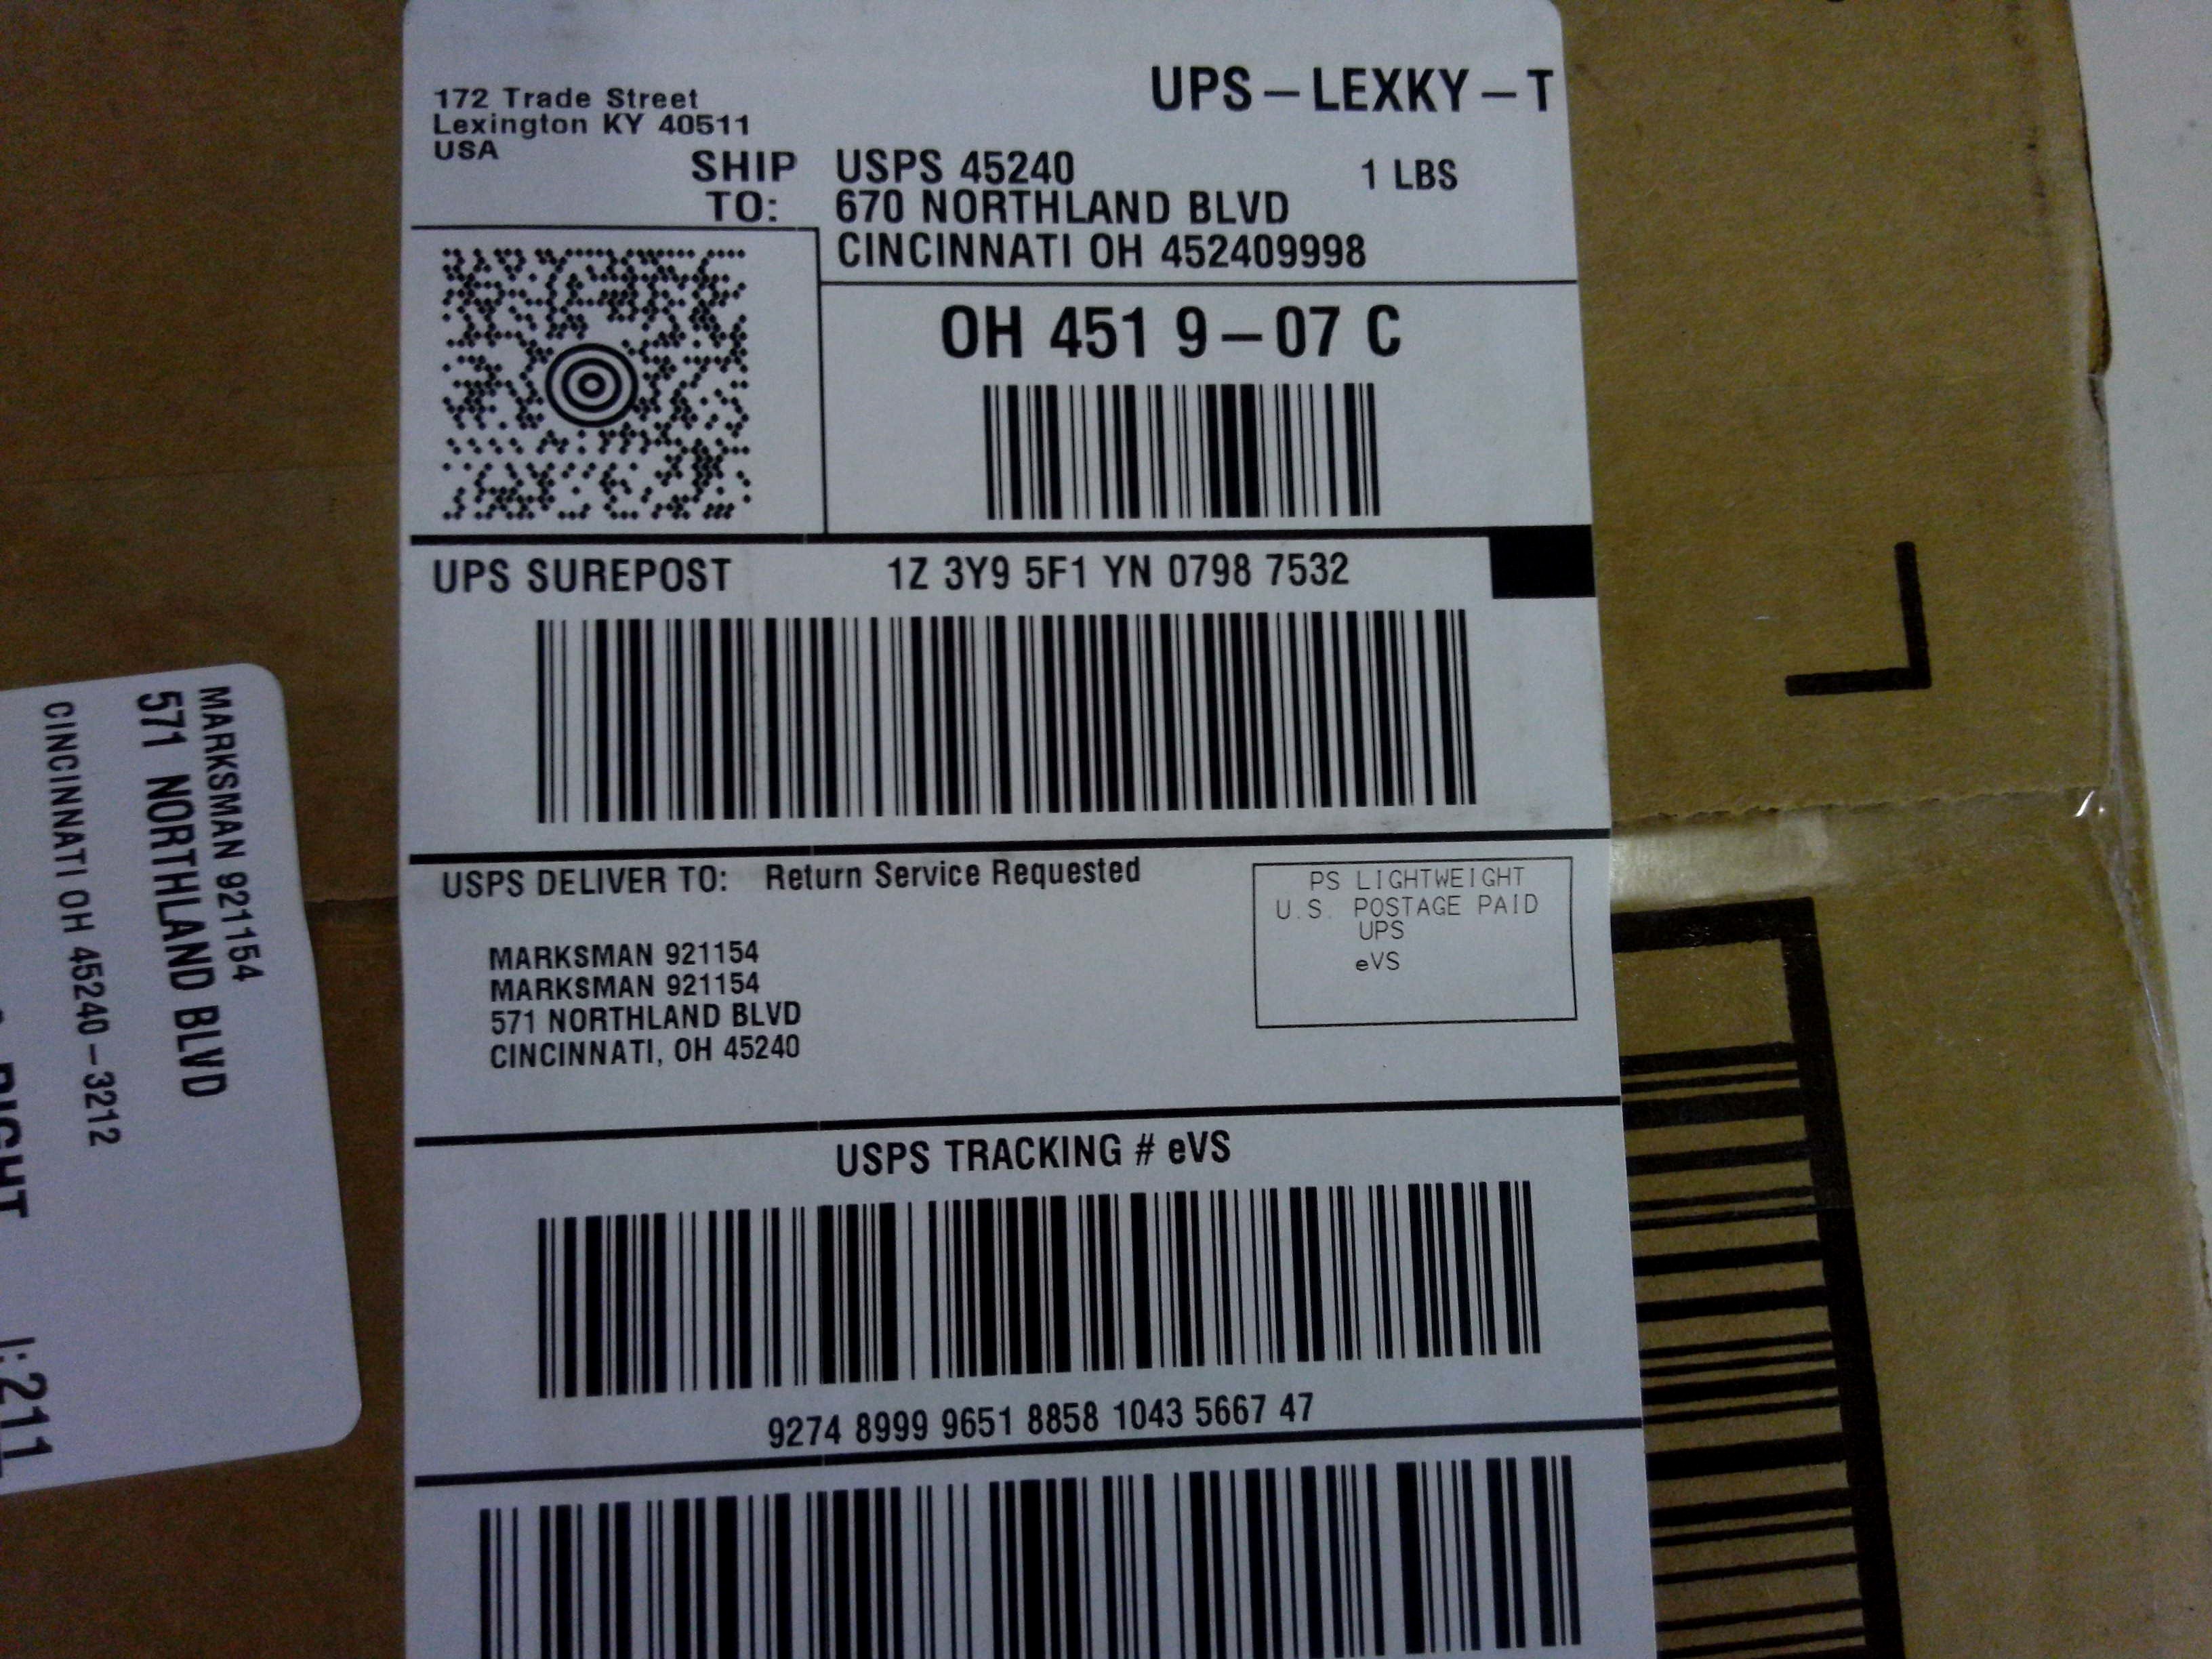 172 Trade Street
Lexington KY 40511
USA
UPS – LEXKY – T
SHIP TO:
USPS 45240
1 LBS
670 NORTHLAND BLVD
CINCINNATI OH 452409998
OH 451 9 – 07 C
UPS SUREPOST
1Z 3Y9 5F1 YN 0798 7532
USPS DELIVER TO: Return Service Requested
PS LIGHTWEIGHT
U.S. POSTAGE PAID
UPS
eVS
MARKSMAN 921154
MARKSMAN 921154
571 NORTHLAND BLVD
CINCINNATI, OH 45240
USPS TRACKING # eVS
9274 8999 9651 8858 1043 5667 47
MARKSMAN 921154
571 NORTHLAND BLVD
CINCINNATI OH 45240 – 3212
I: 211